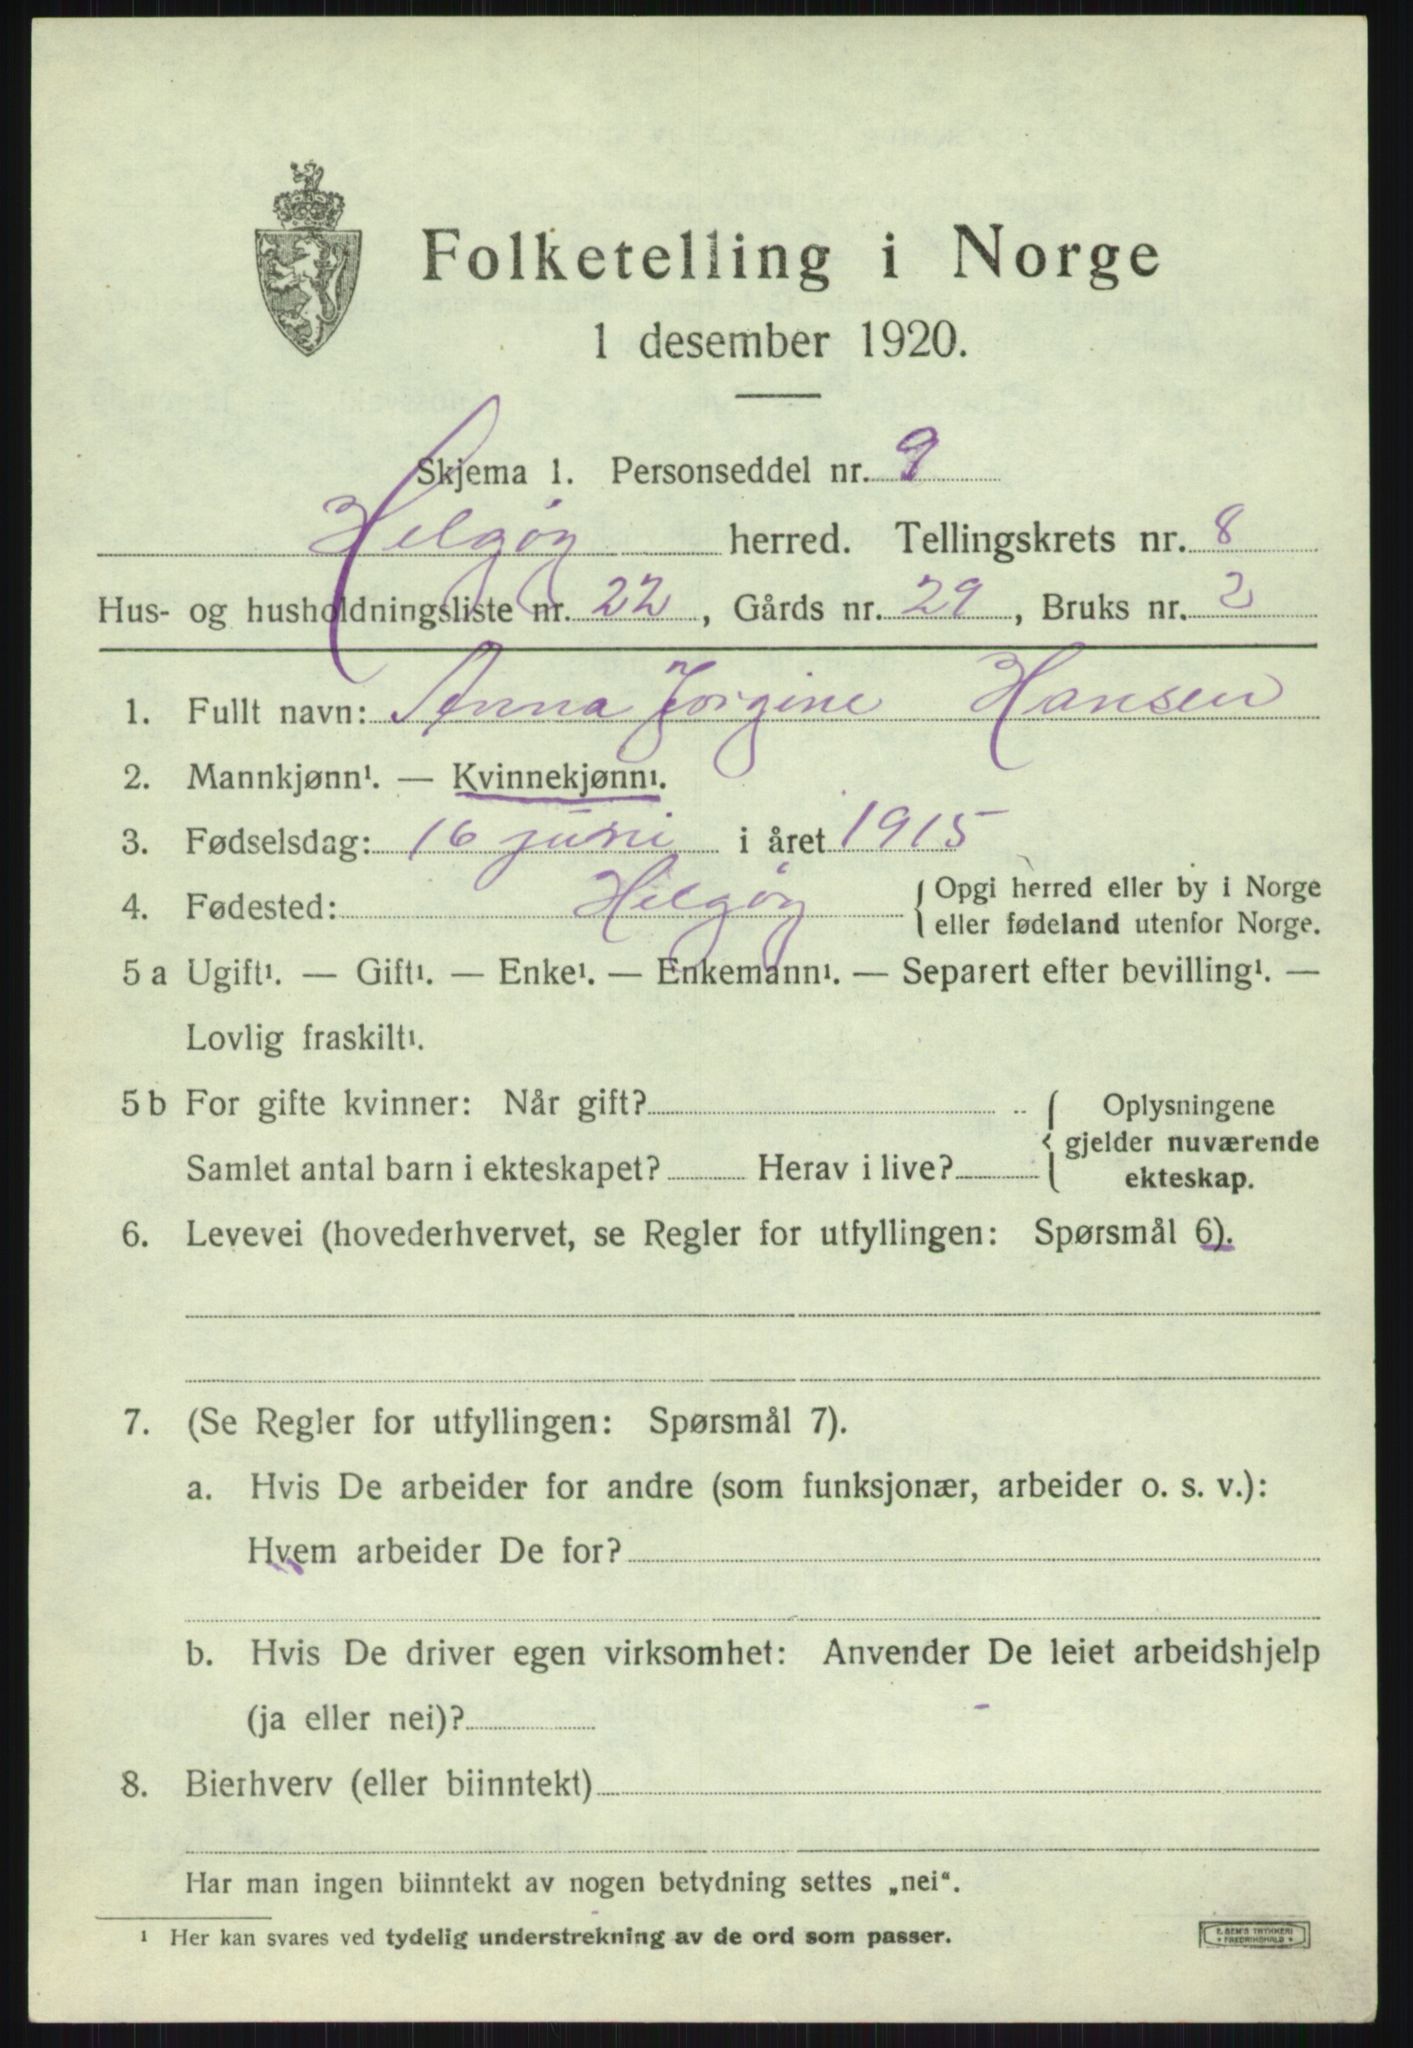 Folketelling i Norge
1 desember 1920.
Skjema 1. Personseddel nr. 9
Helgøy herred. Tellingskrets nr. 8
Hus- og husholdningsliste nr. 22, Gårds nr. 29, Bruks nr. 2
1. Fullt navn: Anna Jorgine Hansen
2. Mannkjønn¹. — Kvinnekjønn¹.
3. Fødselsdag: 16 juni i året 1915
4. Fødested: Helgøy { Opgi herred eller by i Norge
eller fødeland utenfor Norge.
5 a Ugift¹. — Gift¹. — Enke¹. — Enkemann¹. — Separert efter bevilling¹. —
Lovlig fraskilt¹.
5 b For gifte kvinner: Når gift? { Oplysningene
gjelder nuværende
Samlet antal barn i ekteskapet? Herav i live?
ekteskap.
6. Levevei (hovederhvervet, se Regler for utfyllingen: Spørsmål 6).
7. (Se Regler for utfyllingen: Spørsmål 7).
a. Hvis De arbeider for andre (som funksjonær, arbeider o. s. v.):
Hvem arbeider De for?
b. Hvis De driver egen virksomhet: Anvender De leiet arbeidshjelp
(ja eller nei)?
8. Bierhverv (eller biinntekt)
Har man ingen biinntekt av nogen betydning settes „nei“.
¹ Her kan svares ved tydelig understrekning av de ord som passer.
TRYKKERI
FREDRIKSHALD